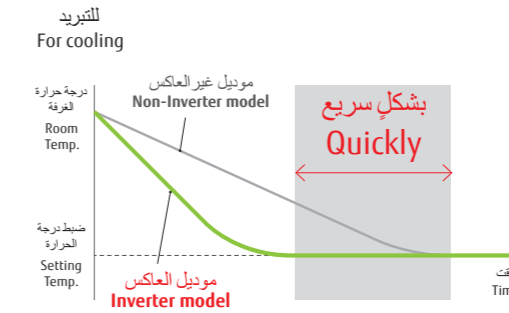 للتبريد
For cooling
درجة حرارة
الغرفة
Room
Temp.
موديل غير العاكس
Non-Inverter model
بشكلٍ سريع
Quickly
ضبط درجة
الحرارة
Setting
Temp.
موديل العاكس
Inverter model